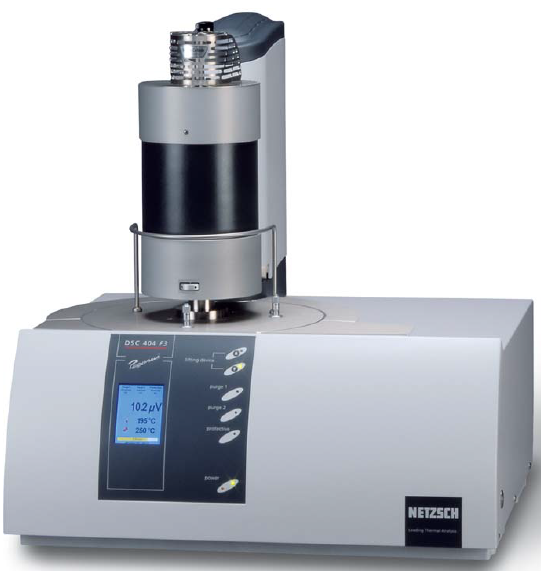 DSC 404 F3
Pegasus
lifting device
purge 1
10.2 µV
purge 2
195 °C
250 °C
protective
power
NETZSCH
Leading Thermal Analysis